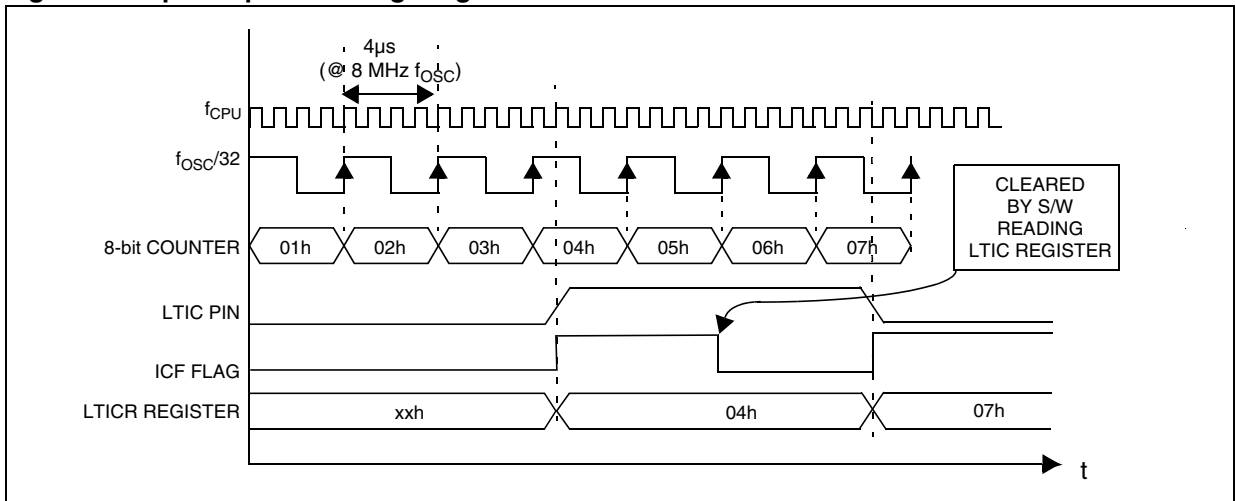 4µs
(@ 8 MHz fOSC)
fCPU
fOSC/32
CLEARED
BY S/W
READING
LTIC REGISTER
8-bit COUNTER 01h 02h 03h 04h 05h 06h 07h
LTIC PIN
ICF FLAG
LTICR REGISTER xxh 04h 07h
t